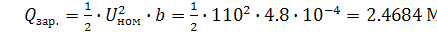 Qзар. = 1/2 · U²ном · b = 1/2 · 110² · 4.8 · 10⁻⁴ = 2.4684 М